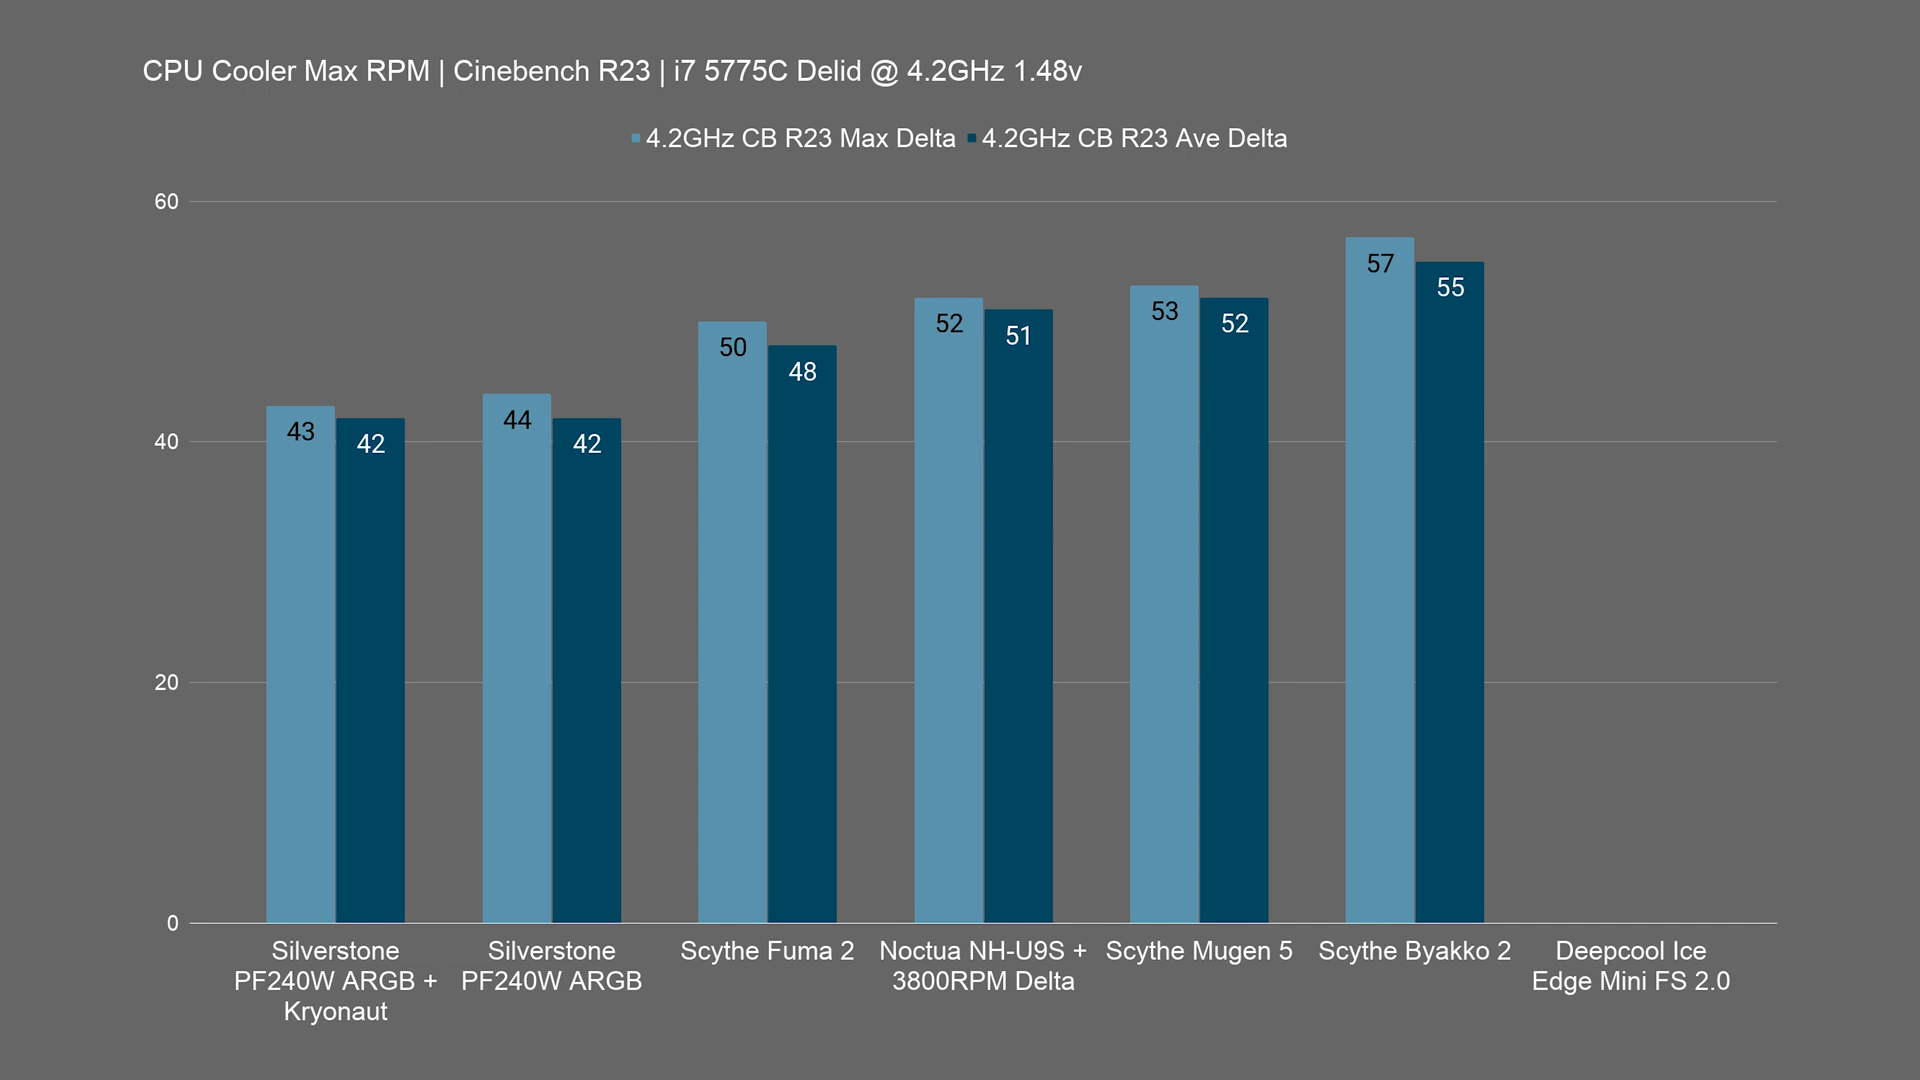 CPU Cooler Max RPM | Cinebench R23 | i7 5775C Delid @ 4.2GHz 1.48v
4.2GHz CB R23 Max Delta 4.2GHz CB R23 Ave Delta
60
40
20
0
43
42
44
42
50
48
52
51
53
52
57
55
Silverstone
PF240W ARGB +
Kryonaut
Silverstone
PF240W ARGB
Scythe Fuma 2
Noctua NH-U9S +
3800RPM Delta
Scythe Mugen 5
Scythe Byakko 2
Deepcool Ice
Edge Mini FS 2.0